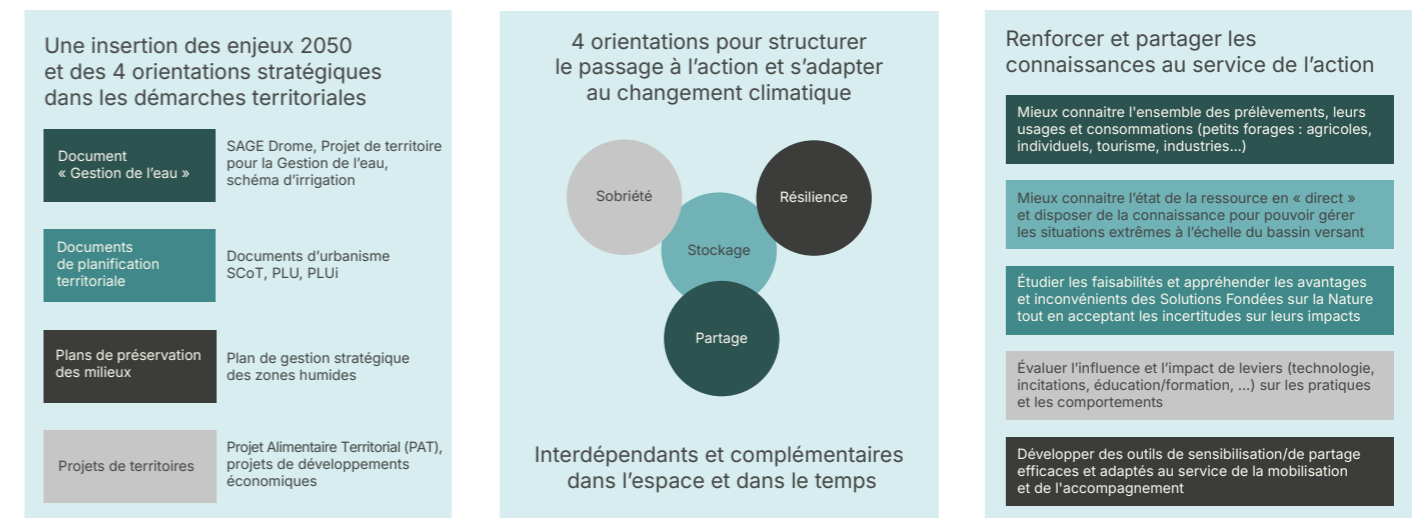 Une insertion des enjeux 2050
et des 4 orientations stratégiques
dans les démarches territoriales
Document
« Gestion de l’eau »
SAGE Drome, Projet de territoire
pour la Gestion de l’eau,
schéma d’irrigation
Documents
de planification
territoriale
Documents d’urbanisme
SCoT, PLU, PLUi
Plans de préservation
des milieux
Plan de gestion stratégique
des zones humides
Projets de territoires
Projet Alimentaire Territorial (PAT),
projets de développements
économiques
4 orientations pour structurer
le passage à l’action et s’adapter
au changement climatique
Sobriété
Résilience
Stockage
Partage
Interdépendants et complémentaires
dans l’espace et dans le temps
Renforcer et partager les
connaissances au service de l’action
Mieux connaitre l'ensemble des prélèvements, leurs
usages et consommations (petits forages : agricoles,
individuels, tourisme, industries...)
Mieux connaitre l’état de la ressource en « direct »
et disposer de la connaissance pour pouvoir gérer
les situations extrêmes à l’échelle du bassin versant
Étudier les faisabilités et appréhender les avantages
et inconvénients des Solutions Fondées sur la Nature
tout en acceptant les incertitudes sur leurs impacts
Évaluer l’influence et l’impact de leviers (technologie,
incitations, éducation/formation, ...) sur les pratiques
et les comportements
Développer des outils de sensibilisation/de partage
efficaces et adaptés au service de la mobilisation
et de l'accompagnement